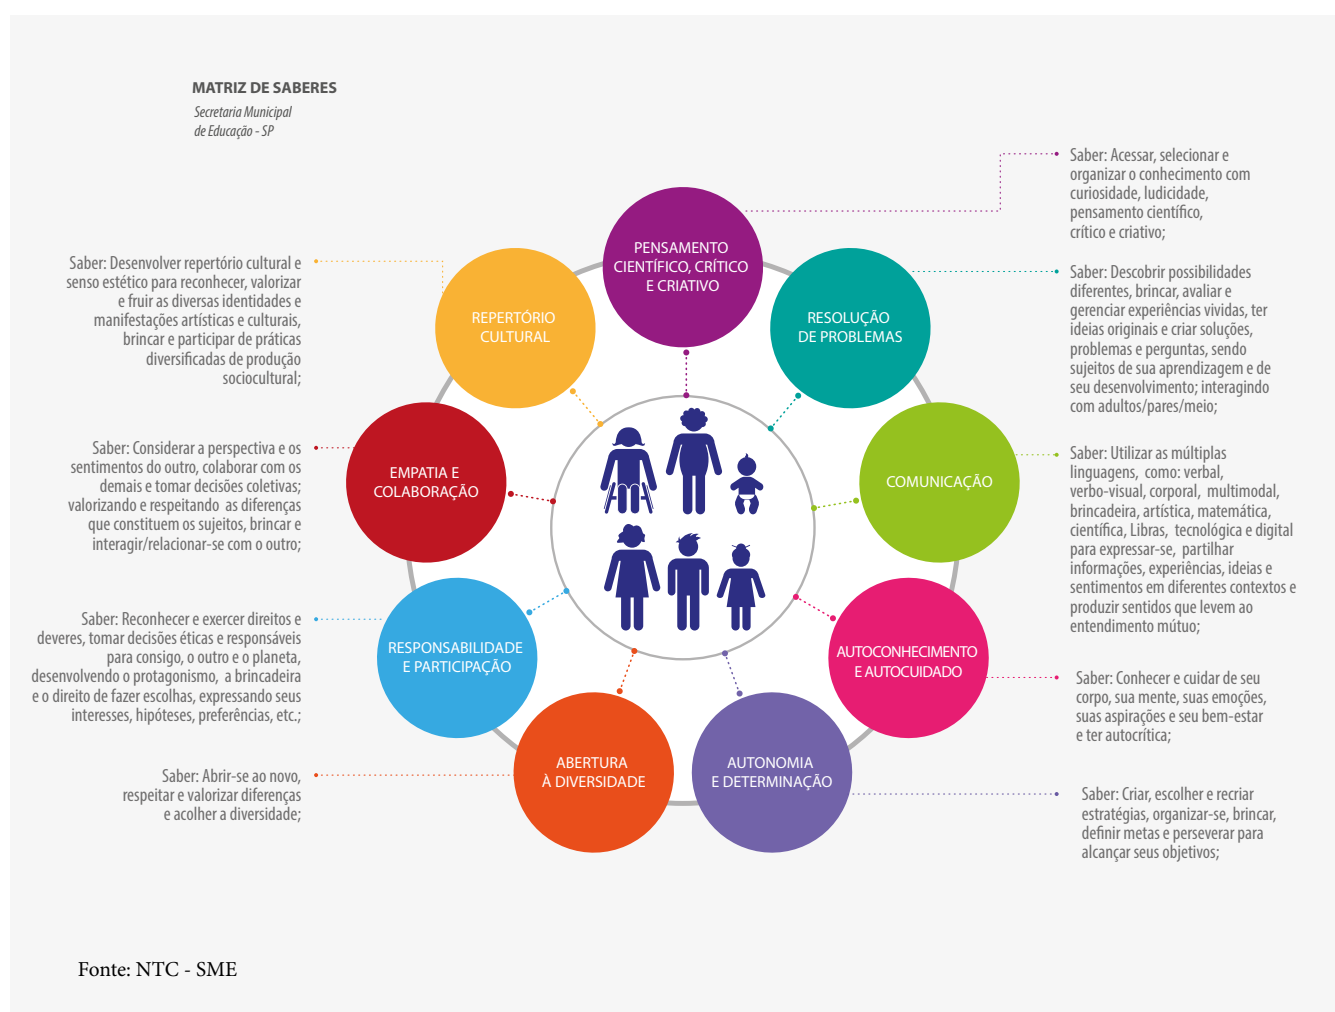 MATRIZ DE SABERES
Secretaria Municipal
de Educação - SP
PENSAMENTO
CIENTÍFICO, CRÍTICO
E CRIATIVO
Saber: Acessar, selecionar e
organizar o conhecimento com
curiosidade, ludicidade,
pensamento científico,
crítico e criativo;
RESOLUÇÃO
DE PROBLEMAS
Saber: Descobrir possibilidades
diferentes, brincar, avaliar e
gerenciar experiências vividas, ter
ideias originais e criar soluções,
problemas e perguntas, sendo
sujeitos de sua aprendizagem e de
seu desenvolvimento; interagindo
com adultos/pares/meio;
COMUNICAÇÃO
Saber: Utilizar as múltiplas
linguagens, como: verbal,
verbo-visual, corporal, multimodal,
brincadeira, artística, matemática,
científica, Libras, tecnológica e digital
para expressar-se, partilhar
informações, experiências, ideias e
sentimentos em diferentes contextos e
produzir sentidos que levem ao
entendimento mútuo;
AUTOCONHECIMENTO
E AUTOCUIDADO
Saber: Conhecer e cuidar de seu
corpo, sua mente, suas emoções,
suas aspirações e seu bem-estar
e ter autocrítica;
AUTONOMIA
E DETERMINAÇÃO
Saber: Criar, escolher e recriar
estratégias, organizar-se, brincar,
definir metas e perseverar para
alcançar seus objetivos;
ABERTURA
À DIVERSIDADE
Saber: Abrir-se ao novo,
respeitar e valorizar diferenças
e acolher a diversidade;
RESPONSABILIDADE
E PARTICIPAÇÃO
Saber: Reconhecer e exercer direitos e
deveres, tomar decisões éticas e responsáveis
para consigo, o outro e o planeta,
desenvolvendo o protagonismo, a brincadeira
e o direito de fazer escolhas, expressando seus
interesses, hipóteses, preferências, etc.;
EMPATIA E
COLABORAÇÃO
Saber: Considerar a perspectiva e os
sentimentos do outro, colaborar com os
demais e tomar decisões coletivas;
valorizando e respeitando as diferenças
que constituem os sujeitos, brincar e
interagir/relacionar-se com o outro;
REPERTÓRIO
CULTURAL
Saber: Desenvolver repertório cultural e
senso estético para reconhecer, valorizar
e fruir as diversas identidades e
manifestações artísticas e culturais,
brincar e participar de práticas
diversificadas de produção
sociocultural;
Fonte: NTC - SME